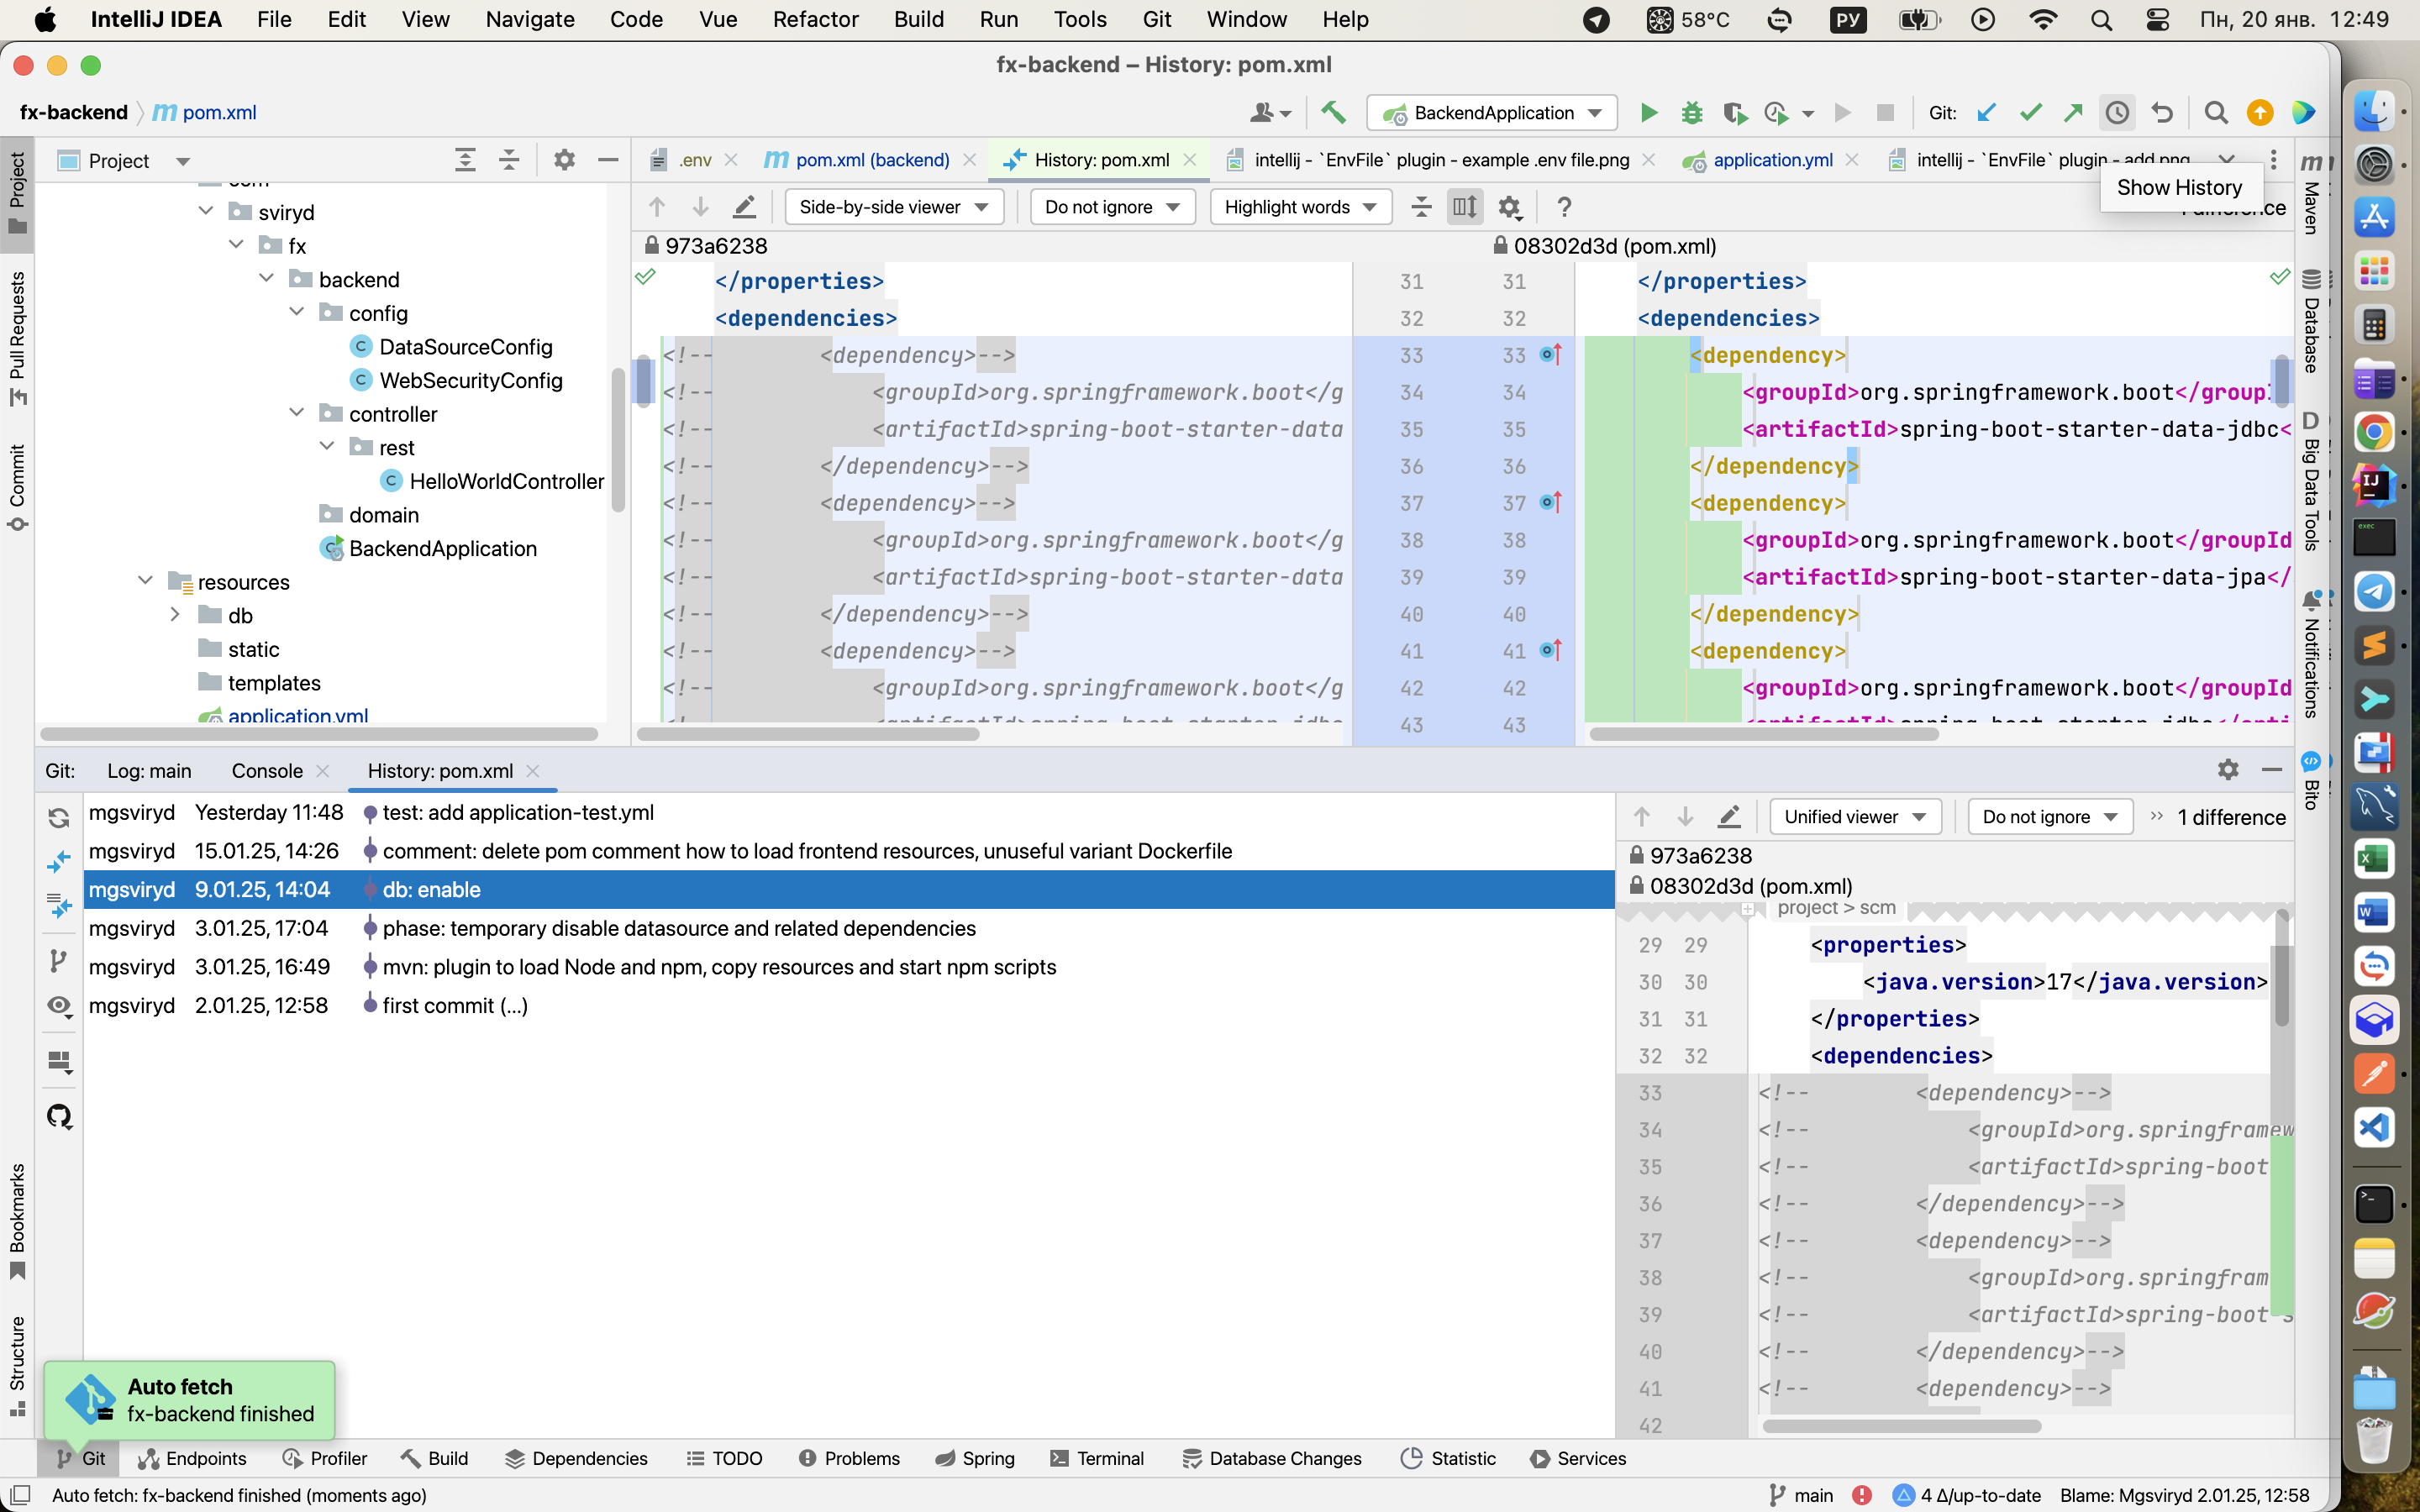 IntelliJ IDEA File Edit View Navigate Code Vue Refactor Build Run Tools Git Window Help 58°C РУ Пн, 20 янв. 12:49
fx-backend – History: pom.xml
fx-backend pom.xml BackendApplication Git:
Project .env pom.xml (backend) History: pom.xml intellij - `EnvFile` plugin - example .env file.png application.yml intellij - `EnvFile` plugin - add.png
Show History
Side-by-side viewer Do not ignore Highlight words ?
973a6238 08302d3d (pom.xml)
sviryd
fx
backend
config
DataSourceConfig
WebSecurityConfig
controller
rest
HelloWorldController
domain
BackendApplication
resources
db
static
templates
application.yml
</properties> 31 31 </properties>
<dependencies> 32 32 <dependencies>
<!-- <dependency>--> 33 33 <dependency>
<!-- <groupId>org.springframework.boot</g 34 34 <groupId>org.springframework.boot</group
<!-- <artifactId>spring-boot-starter-data 35 35 <artifactId>spring-boot-starter-data-jdbc<
<!-- </dependency>--> 36 36 </dependency>
<!-- <dependency>--> 37 37 <dependency>
<!-- <groupId>org.springframework.boot</g 38 38 <groupId>org.springframework.boot</groupId
<!-- <artifactId>spring-boot-starter-data 39 39 <artifactId>spring-boot-starter-data-jpa</
<!-- </dependency>--> 40 40 </dependency>
<!-- <dependency>--> 41 41 <dependency>
<!-- <groupId>org.springframework.boot</g 42 42 <groupId>org.springframework.boot</groupId
43 43
Project
Pull Requests
Commit
Bookmarks
Structure
Maven
Database
Big Data Tools
Notifications
Bito
Git: Log: main Console History: pom.xml
mgsviryd Yesterday 11:48 test: add application-test.yml
mgsviryd 15.01.25, 14:26 comment: delete pom comment how to load frontend resources, unuseful variant Dockerfile
mgsviryd 9.01.25, 14:04 db: enable
mgsviryd 3.01.25, 17:04 phase: temporary disable datasource and related dependencies
mgsviryd 3.01.25, 16:49 mvn: plugin to load Node and npm, copy resources and start npm scripts
mgsviryd 2.01.25, 12:58 first commit (...)
Unified viewer Do not ignore 1 difference
973a6238
08302d3d (pom.xml)
project > scm
29 29 <properties>
30 30 <java.version>17</java.version>
31 31 </properties>
32 32 <dependencies>
33 <!-- <dependency>-->
34 <!-- <groupId>org.springframew
35 <!-- <artifactId>spring-boot
36 <!-- </dependency>-->
37 <!-- <dependency>-->
38 <!-- <groupId>org.springfram
39 <!-- <artifactId>spring-boot-s
40 <!-- </dependency>-->
41 <!-- <dependency>-->
42
Auto fetch
fx-backend finished
Git Endpoints Profiler Build Dependencies TODO Problems Spring Terminal Database Changes Statistic Services
Auto fetch: fx-backend finished (moments ago) main 4 Δ/up-to-date Blame: Mgsviryd 2.01.25, 12:58